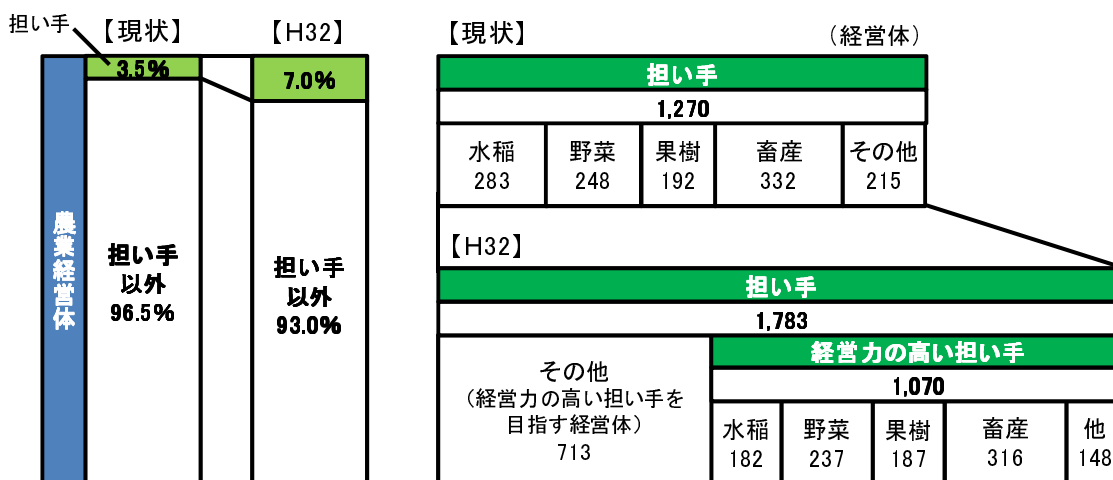 担い手
【現状】
【H32】
3.5%
7.0%
農業経営体
担い手
以外
96.5%
担い手
以外
93.0%
【現状】
（経営体）
担い手
1,270
水稲
283
野菜
248
果樹
192
畜産
332
その他
215
【H32】
担い手
1,783
その他
（経営力の高い担い手を
目指す経営体）
713
経営力の高い担い手
1,070
水稲
182
野菜
237
果樹
187
畜産
316
他
148